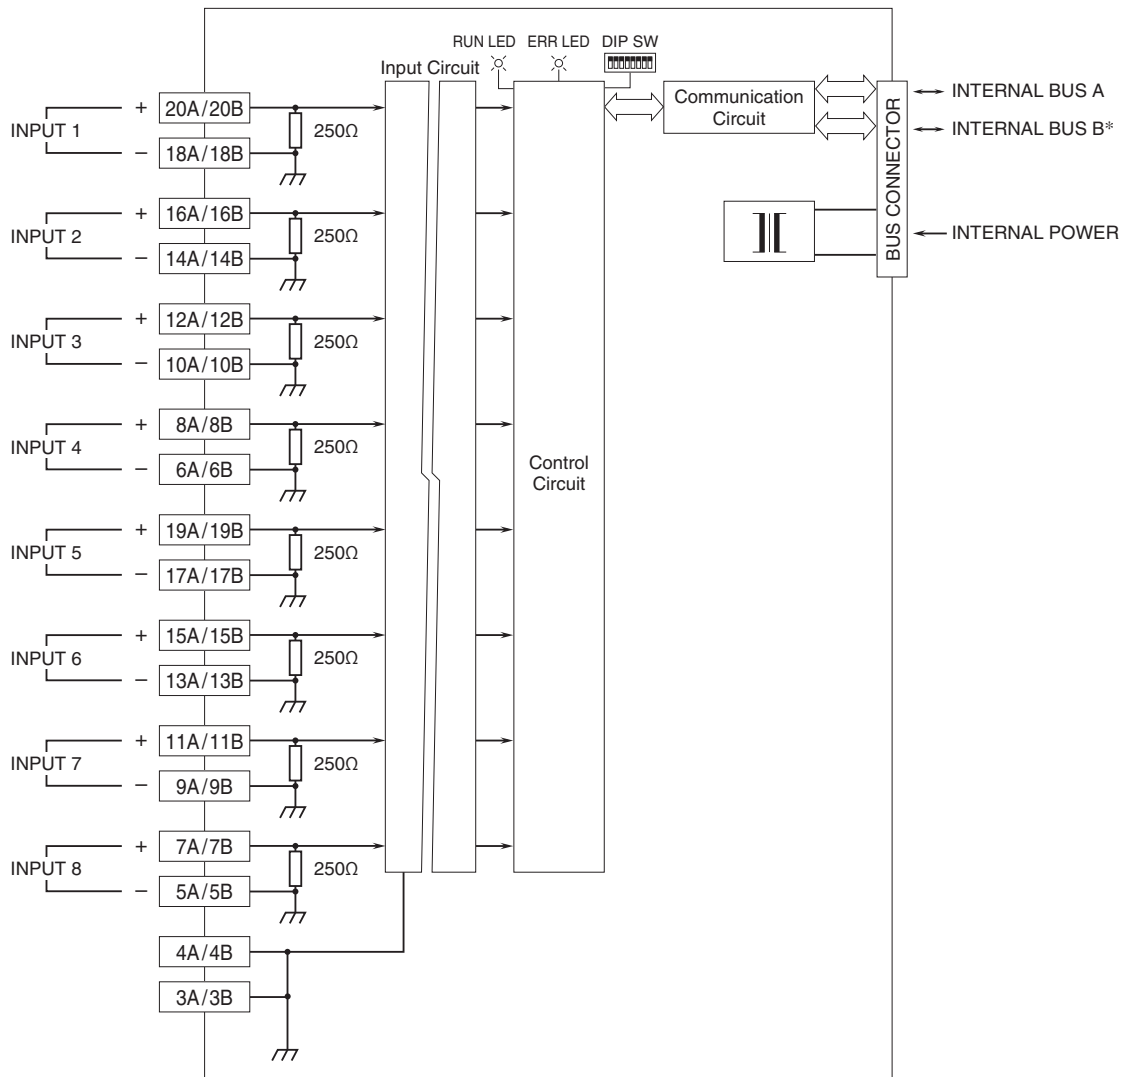 RUN LED
ERR LED
DIP SW
Input Circuit
Communication
Circuit
INTERNAL BUS A
INTERNAL BUS B*
BUS CONNECTOR
INTERNAL POWER
Control
Circuit
INPUT 1
+
20A/20B
250Ω
−
18A/18B
INPUT 2
+
16A/16B
250Ω
−
14A/14B
INPUT 3
+
12A/12B
250Ω
−
10A/10B
INPUT 4
+
8A/8B
250Ω
−
6A/6B
INPUT 5
+
19A/19B
250Ω
−
17A/17B
INPUT 6
+
15A/15B
250Ω
−
13A/13B
INPUT 7
+
11A/11B
250Ω
−
9A/9B
INPUT 8
+
7A/7B
250Ω
−
5A/5B
4A/4B
3A/3B